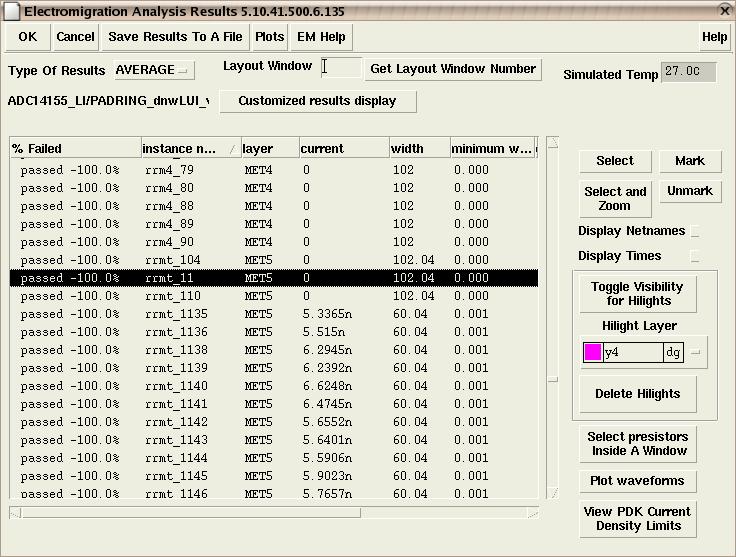 Electromigration Analysis Results 5.10.41.500.6.135
OK Cancel Save Results To A File Plots EM Help Help
Type Of Results AVERAGE Layout Window Get Layout Window Number Simulated Temp 27.0C
ADC14155_LI/PADRING_dnwLUI_ Customized results display
% Failed instance n... layer current width minimum w...
passed -100.0% rrm4_79 MET4 0 102 0.000
passed -100.0% rrm4_80 MET4 0 102 0.000
passed -100.0% rrm4_88 MET4 0 102 0.000
passed -100.0% rrm4_89 MET4 0 102 0.000
passed -100.0% rrm4_90 MET4 0 102 0.000
passed -100.0% rrmt_104 MET5 0 102.04 0.000
passed -100.0% rrmt_11 MET5 0 102.04 0.000
passed -100.0% rrmt_110 MET5 0 102.04 0.000
passed -100.0% rrmt_1135 MET5 5.3365n 60.04 0.001
passed -100.0% rrmt_1136 MET5 5.515n 60.04 0.001
passed -100.0% rrmt_1138 MET5 6.2945n 60.04 0.001
passed -100.0% rrmt_1139 MET5 6.2392n 60.04 0.001
passed -100.0% rrmt_1140 MET5 6.6248n 60.04 0.001
passed -100.0% rrmt_1141 MET5 6.4745n 60.04 0.001
passed -100.0% rrmt_1142 MET5 5.6552n 60.04 0.001
passed -100.0% rrmt_1143 MET5 5.6401n 60.04 0.001
passed -100.0% rrmt_1144 MET5 5.5906n 60.04 0.001
passed -100.0% rrmt_1145 MET5 5.9023n 60.04 0.001
passed -100.0% rrmt_1146 MET5 5.7657n 60.04 0.001
Select Mark
Select and
Zoom
Unmark
Display Netnames
Display Times
Toggle Visibility
for Hilights
Hilight Layer
y4 dg
Delete Hilights
Select presistors
Inside A Window
Plot waveforms
View PDK Current
Density Limits